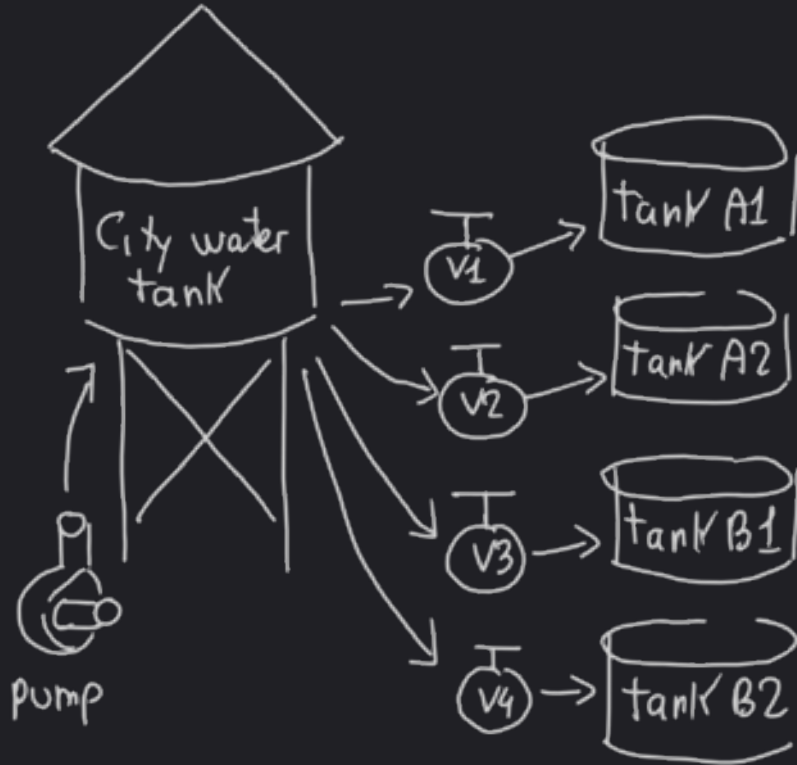 City water
tank
V1
tank A1
V2
tank A2
V3
tank B1
V4
tank B2
pump